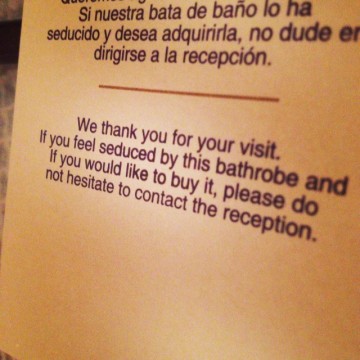 Si nuestra bata de baño lo ha
seducido y desea adquirirla, no dude en
dirigirse a la recepción.
We thank you for your visit.
If you feel seduced by this bathrobe and
If you would like to buy it, please do
not hesitate to contact the reception.